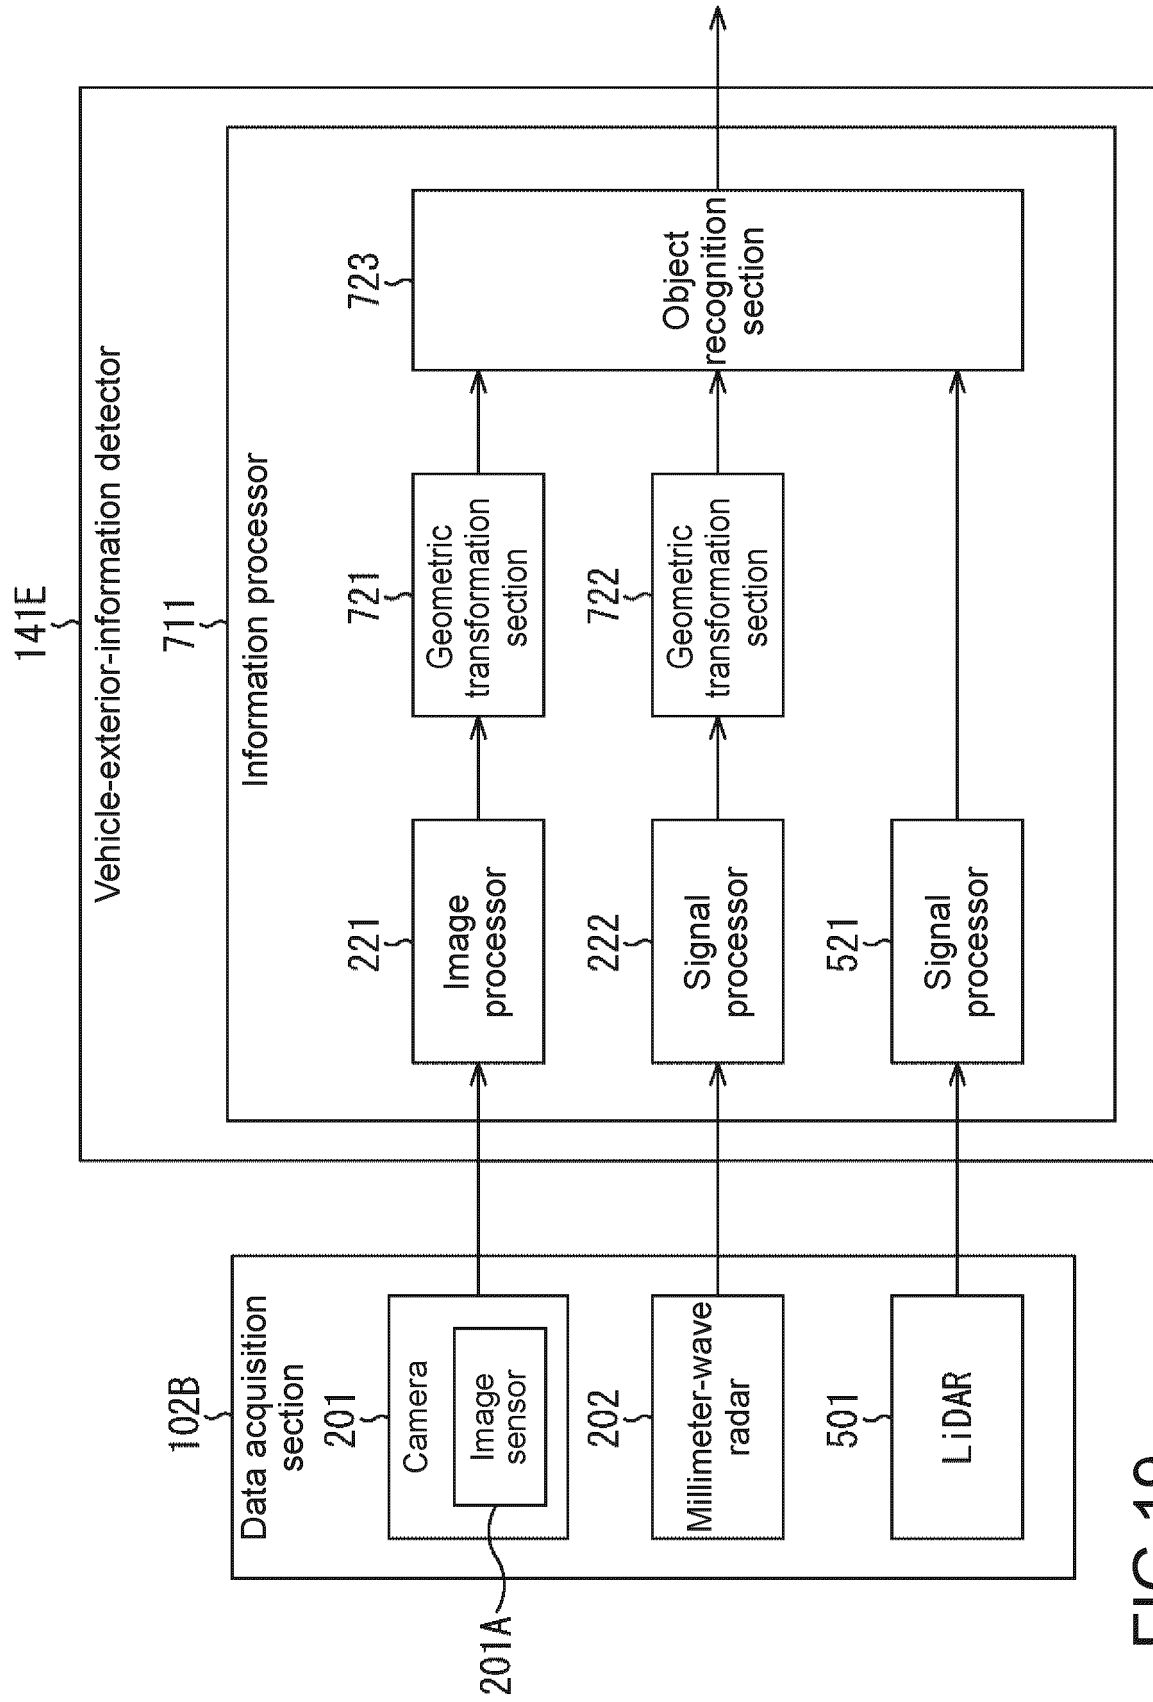 141E
Vehicle-exterior-information detector
102B
711
Data acquisition
section
Information processor
201
221
721
723
Camera
Image
sensor
201A
Image
processor
Geometric
transformation
section
Object
recognition
section
202
222
722
Millimeter-wave
radar
Signal
processor
Geometric
transformation
section
501
521
LiDAR
Signal
processor
FIG